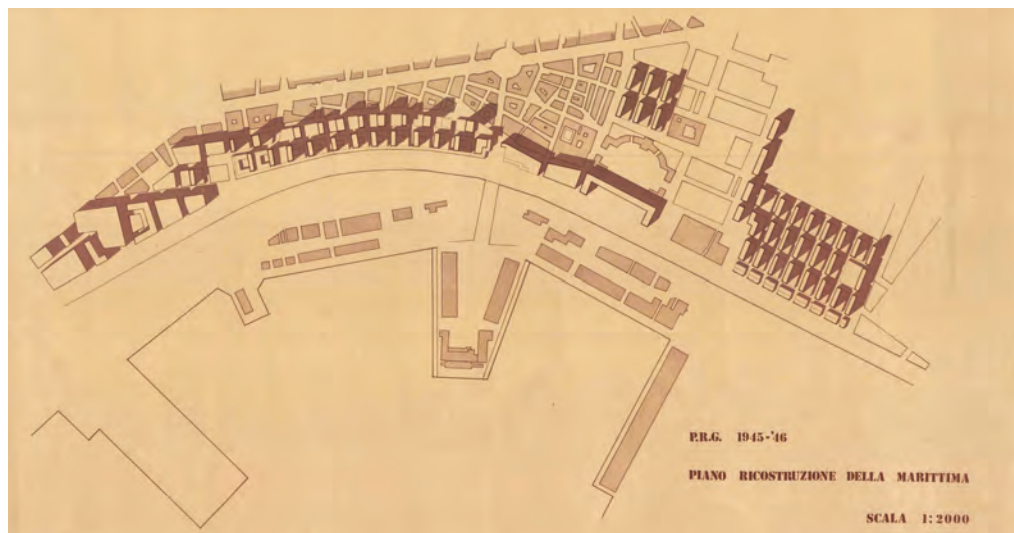 P.R.G. 1945-'46
PIANO RICOSTRUZIONE DELLA MARITTIMA
SCALA 1:2000